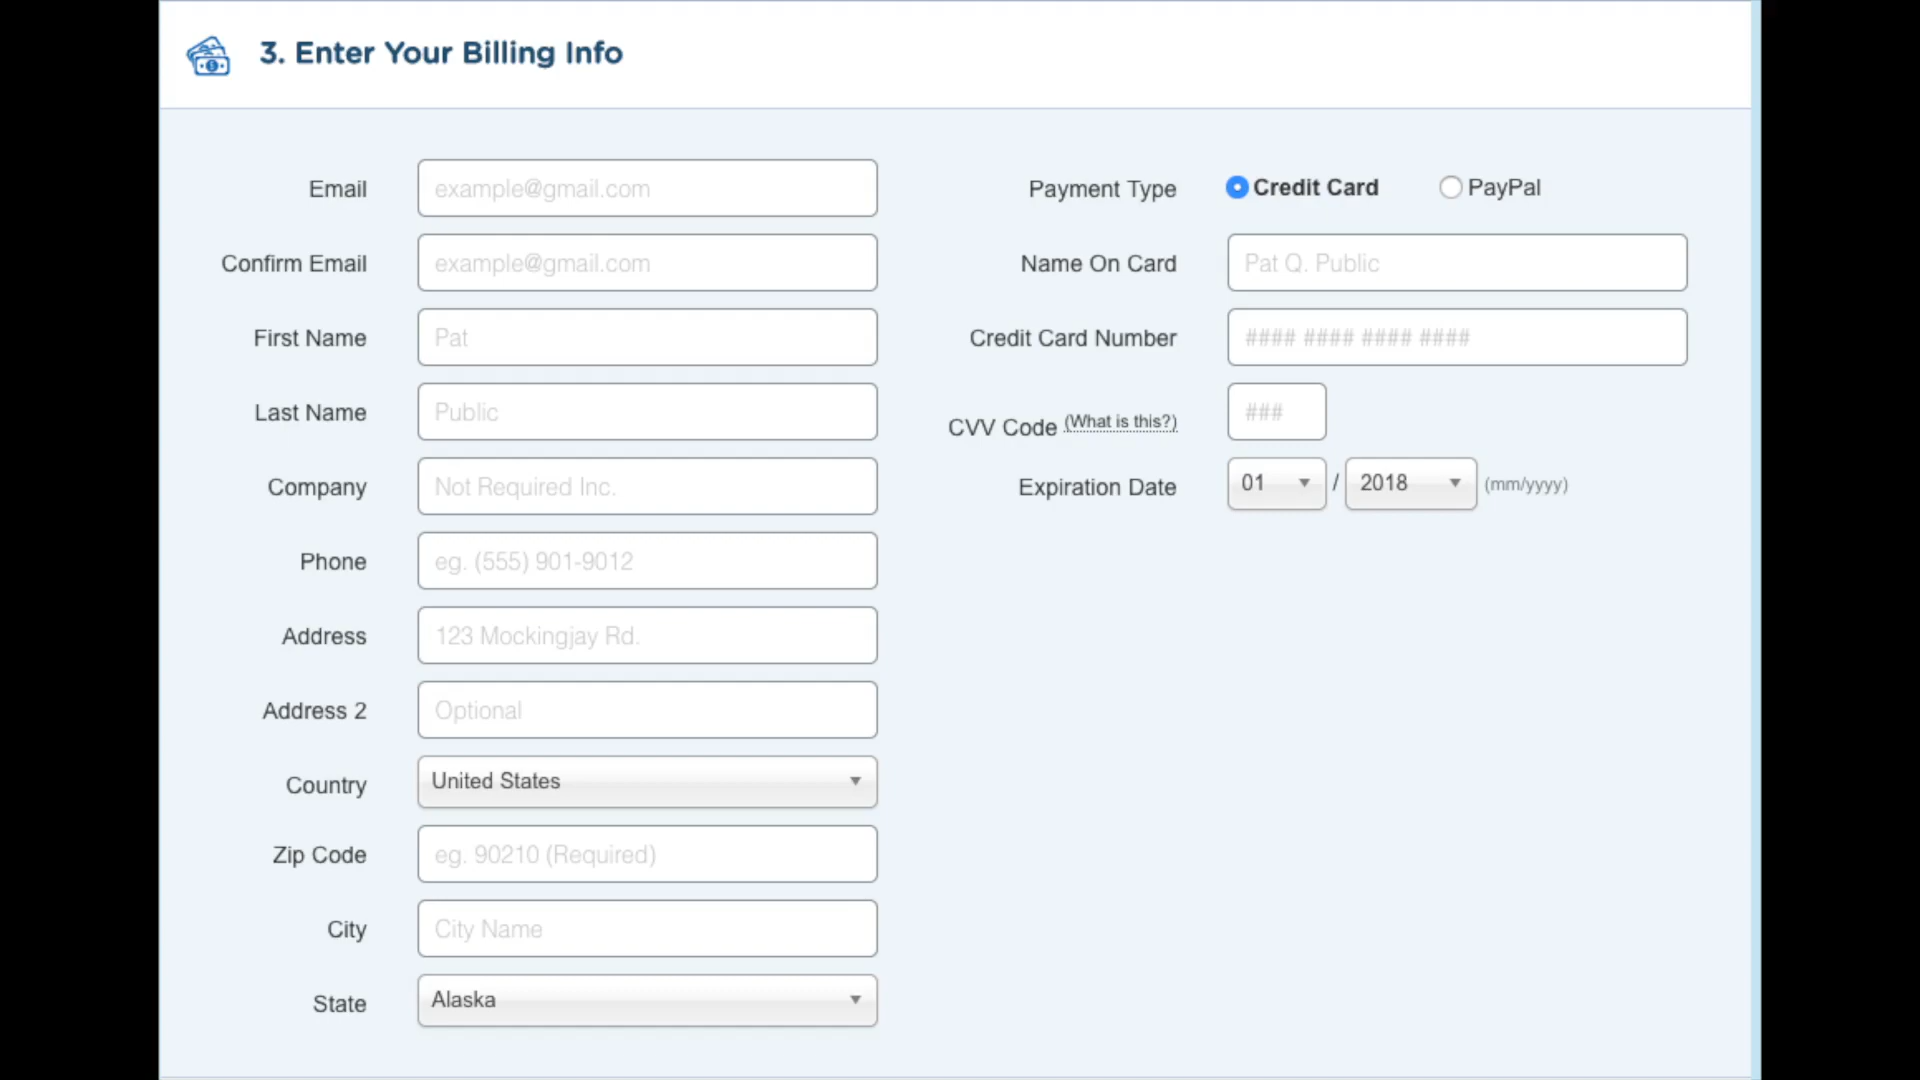 3. Enter Your Billing Info
Email
example@gmail.com
Confirm Email
example@gmail.com
First Name
Pat
Last Name
Public
Company
Not Required Inc.
Phone
eg. (555) 901-9012
Address
123 Mockingjay Rd.
Address 2
Optional
Country
United States
Zip Code
eg. 90210 (Required)
City
City Name
State
Alaska
Payment Type
Credit Card
PayPal
Name On Card
Pat Q. Public
Credit Card Number
#### #### #### ####
CVV Code (What is this?)
###
Expiration Date
01 / 2018 (mm/yyyy)